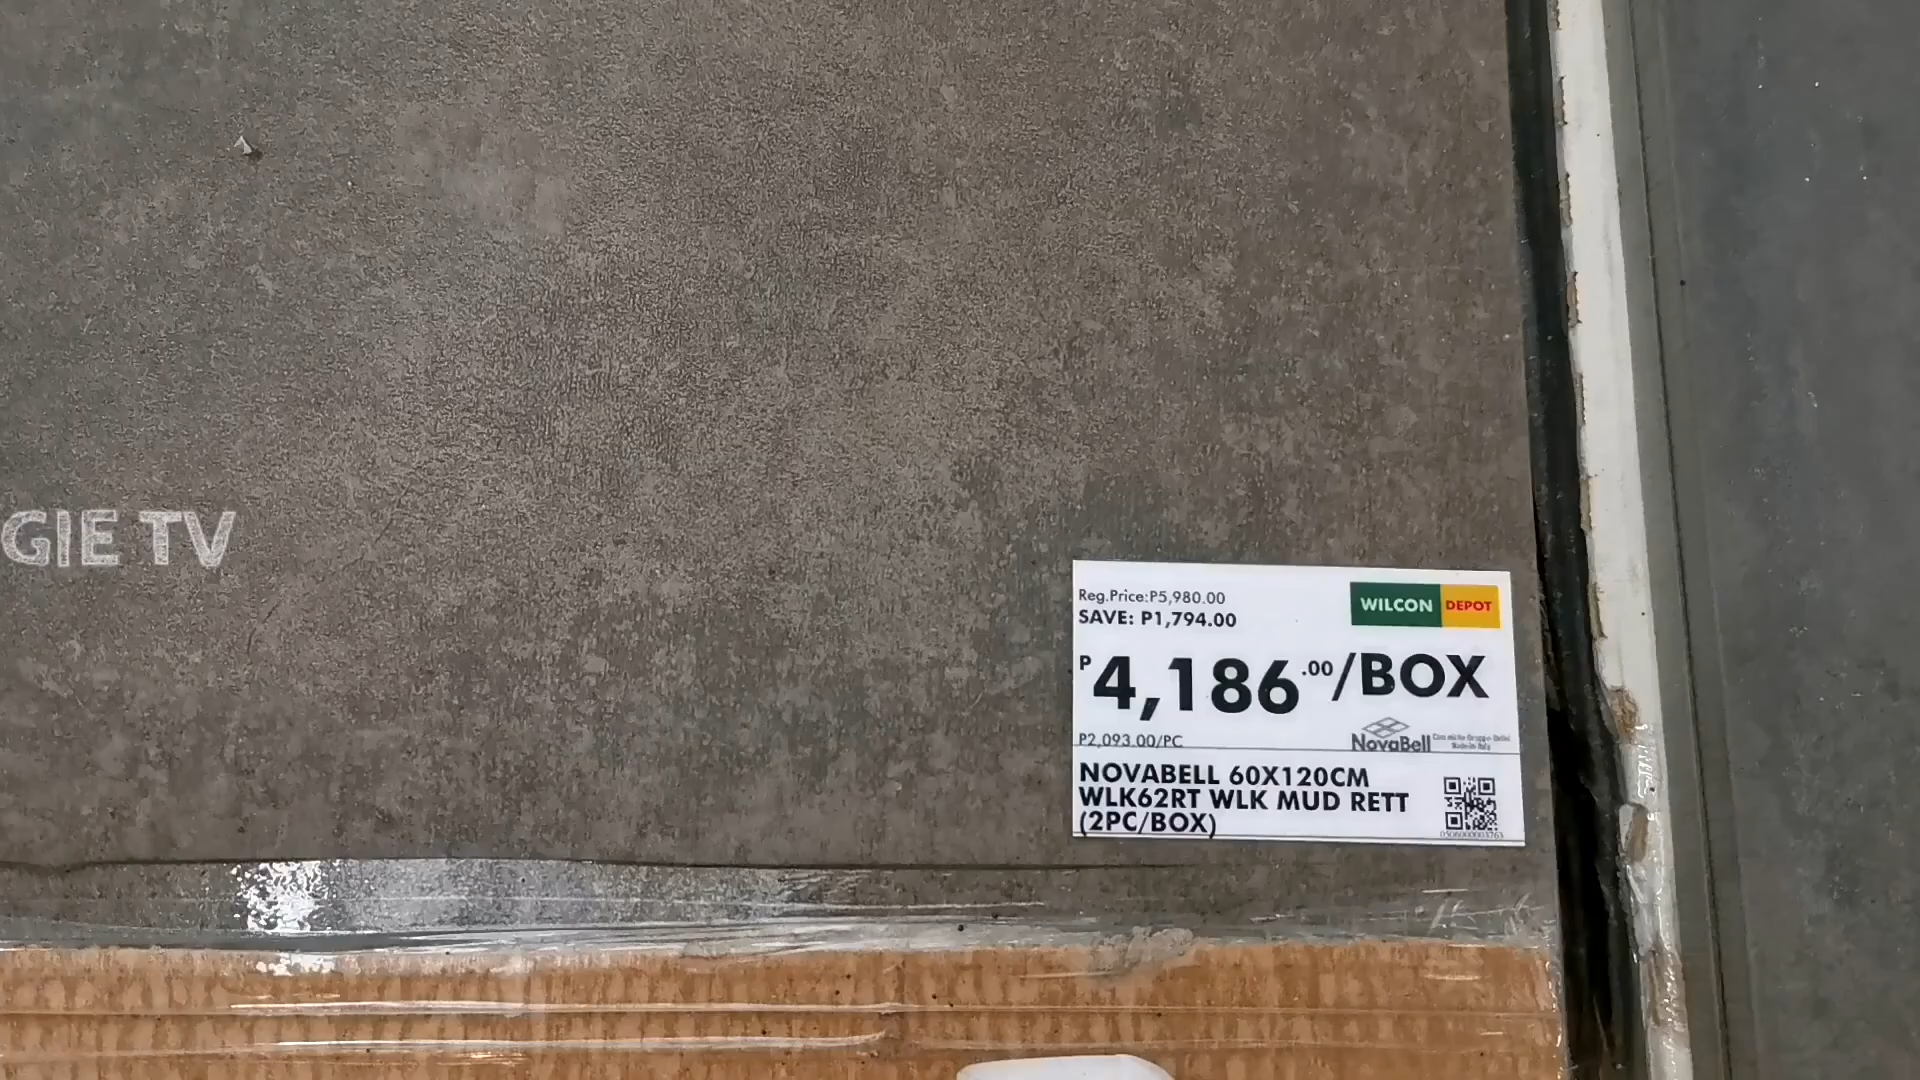 GIE TV
Reg.Price:P5,980.00
SAVE: P1,794.00
WILCON DEPOT
P4,186.00/BOX
P2,093.00/PC
NovaBell
NOVABELL 60X120CM
WLK62RT WLK MUD RETT
(2PC/BOX)